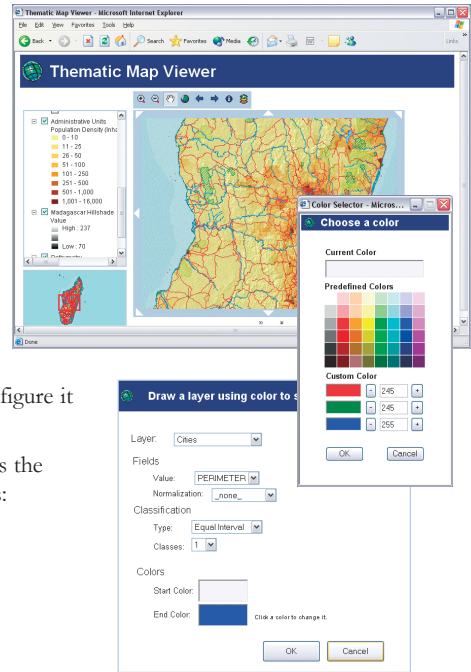 Thematic Map Viewer - Microsoft Internet Explorer
File Edit View Favorites Tools Help
Back Search Favorites Media Links
Thematic Map Viewer
Administrative Units
Population Density (Inha
0 - 10
11 - 25
26 - 50
51 - 100
101 - 250
251 - 500
501 - 1,000
1,001 - 16,000
Madagascar Hillshade
Value
High : 237
Low : 70
Done
Color Selector - Micros...
Choose a color
Current Color
Predefined Colors
Custom Color
- 245 +
- 245 +
- 255 +
OK Cancel
figure it
s the
s:
Draw a layer using color to s
Layer: Cities
Fields
Value: PERIMETER
Normalization: _none_
Classification
Type: Equal Interval
Classes: 1
Colors
Start Color:
End Color: Click a color to change it.
OK Cancel